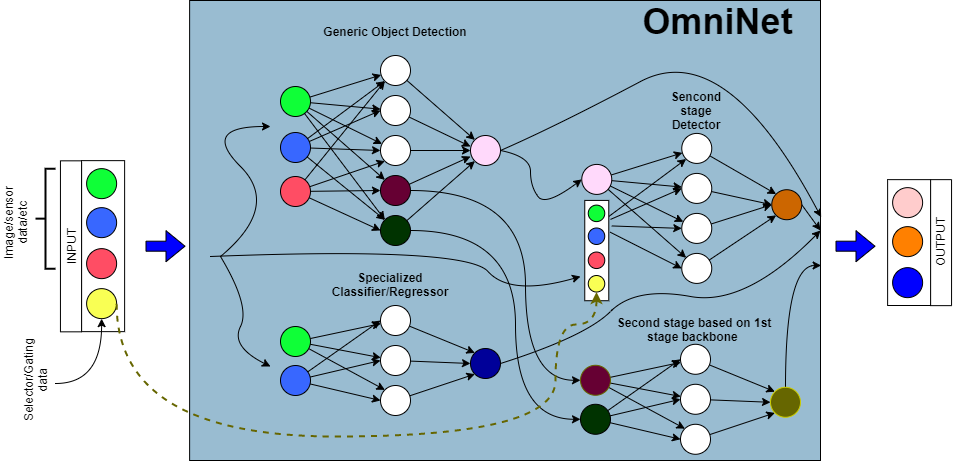 OmniNet
Generic Object Detection
Sencond
stage
Detector
Image/sensor
data/etc
INPUT
OUTPUT
Specialized
Classifier/Regressor
Second stage based on 1st
stage backbone
Selector/Gating
data